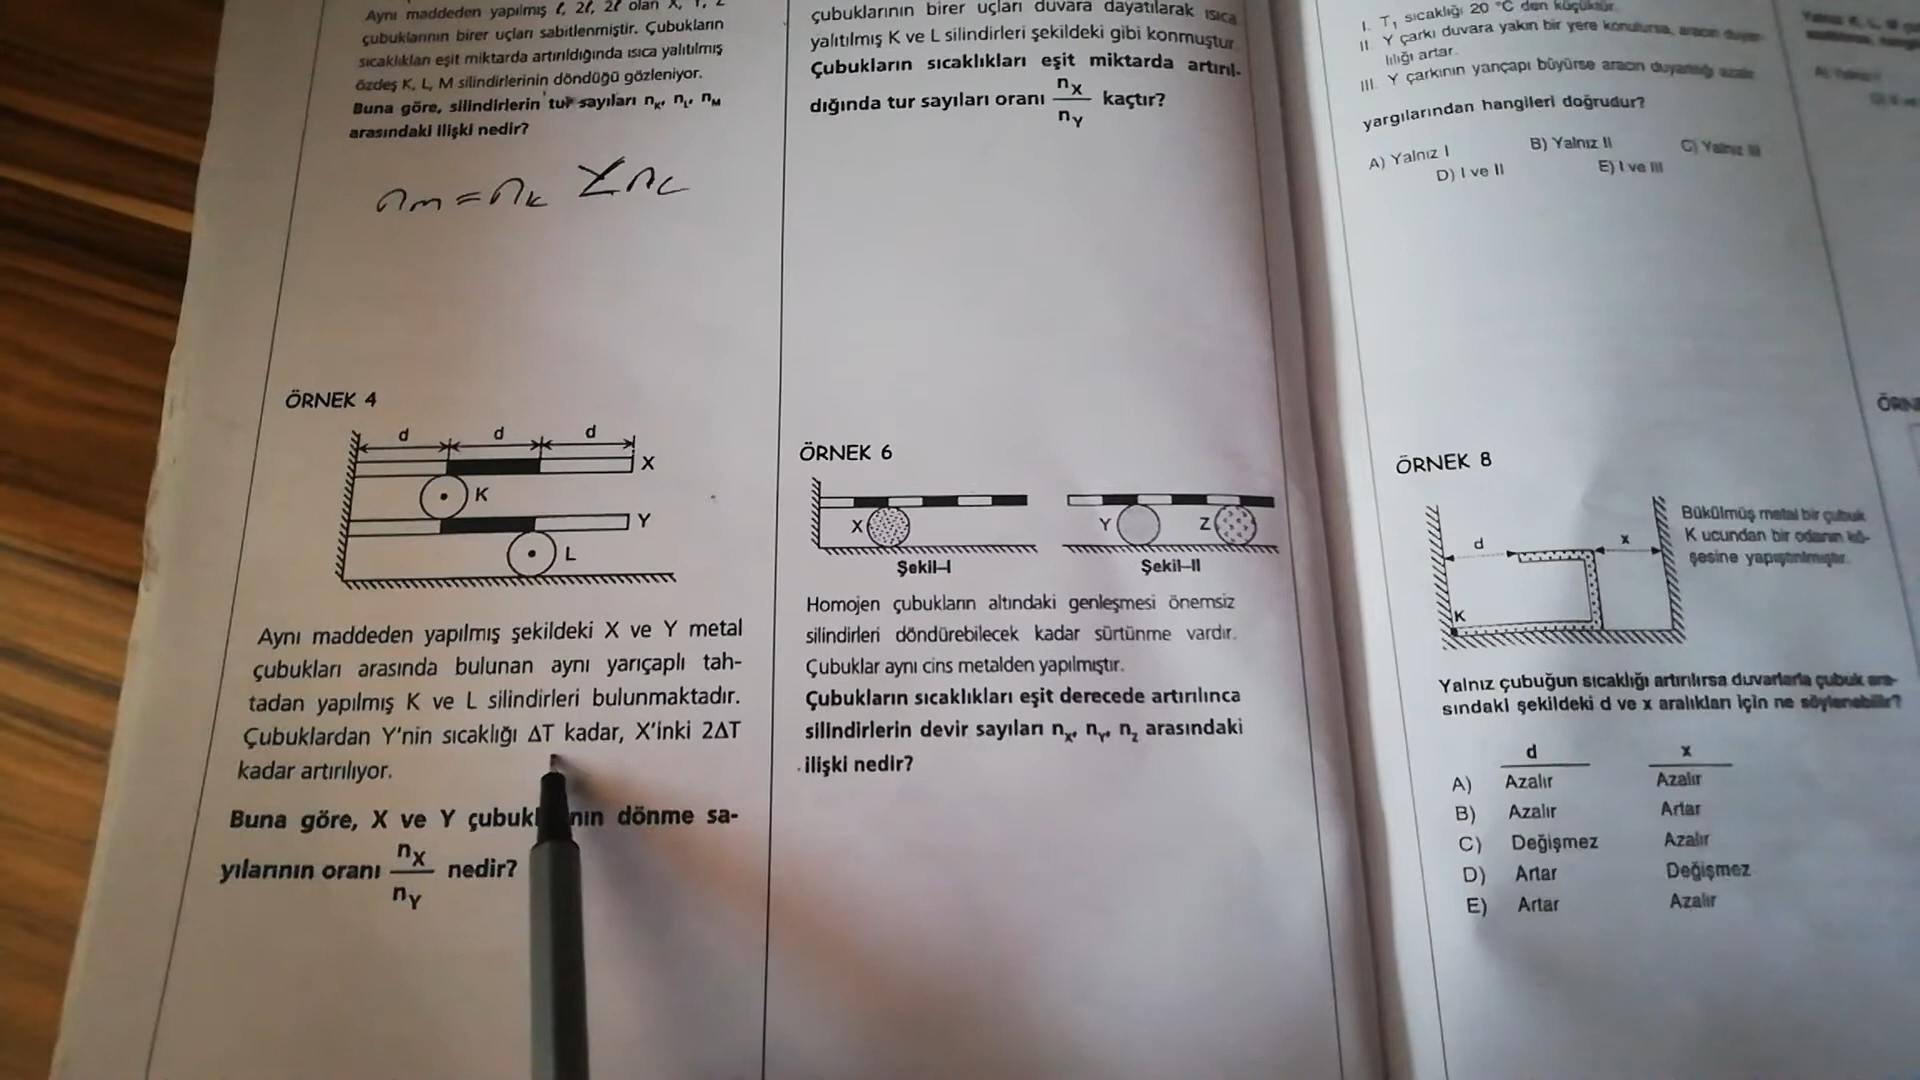 Aynı maddeden yapılmış ℓ, 2ℓ, 2ℓ olan X, Y, Z
çubuklarının birer uçları sabitlenmiştir. Çubukların
sıcaklıkları eşit miktarda artırıldığında ısıca yalıtılmış
özdeş K, L, M silindirlerinin döndüğü gözleniyor.
Buna göre, silindirlerin tur sayıları nK, nL, nM
arasındaki ilişki nedir?
nm = nk
ÖRNEK 4
d d d
X
K
Y
L
Aynı maddeden yapılmış şekildeki X ve Y metal
çubukları arasında bulunan aynı yarıçaplı tah-
tadan yapılmış K ve L silindirleri bulunmaktadır.
Çubuklardan Y'nin sıcaklığı ΔT kadar, X'inki 2ΔT
kadar artırılıyor.
Buna göre, X ve Y dönme sa-
yılarının oranı nX / nY nedir?
çubuklarının birer uçları duvara dayatılarak ısıca
yalıtılmış K ve L silindirleri şekildeki gibi konmuştur.
Çubukların sıcaklıkları eşit miktarda artırıl-
dığında tur sayıları oranı nX / nY kaçtır?
ÖRNEK 6
X Y Z
Şekil-I Şekil-II
Homojen çubukların altındaki genleşmesi önemsiz
silindirleri döndürebilecek kadar sürtünme vardır.
Çubuklar aynı cins metalden yapılmıştır.
Çubukların sıcaklıkları eşit derecede artırılınca
silindirlerin devir sayıları nX, nY, nZ arasındaki
ilişki nedir?
I. T1 sıcaklığı 20 °C den küçüktür.
II. Y çarkı duvara yakın bir yere konulursa, aracın duyar-
lılığı artar.
III. Y çarkının yarıçapı büyürse aracın duyarlılığı azalır.
yargılarından hangileri doğrudur?
A) Yalnız I B) Yalnız II C) Yalnız III
D) I ve II E) I ve III
ÖRNEK 8
d x
K
Bükülmüş metal bir çubuk
K ucundan bir odanın kö-
şesine yapıştırılmıştır.
Yalnız çubuğun sıcaklığı artırılırsa duvarlarla çubuk ara-
sındaki şekildeki d ve x aralıkları için ne söylenebilir?
d x
A) Azalır Azalır
B) Azalır Artar
C) Değişmez Azalır
D) Artar Değişmez
E) Artar Azalır